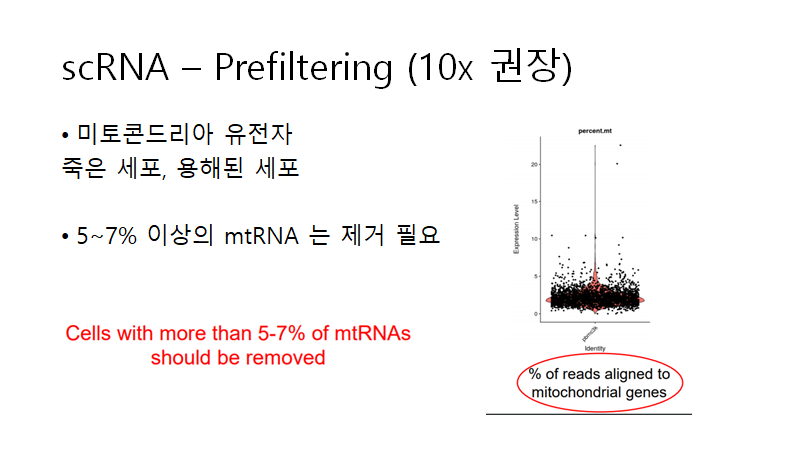 scRNA – Prefiltering (10x 권장)
• 미토콘드리아 유전자
죽은 세포, 용해된 세포
• 5~7% 이상의 mtRNA 는 제거 필요
Cells with more than 5-7% of mtRNAs
should be removed
percent.mt
Expression Level
20
15
10
5
0
pbmc3k
Identity
% of reads aligned to
mitochondrial genes